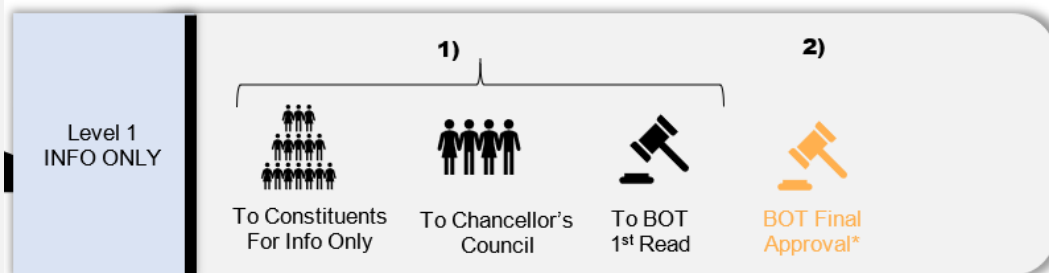 Level 1
INFO ONLY
1)
2)
To Constituents
For Info Only
To Chancellor's
Council
To BOT
1st Read
BOT Final
Approval*